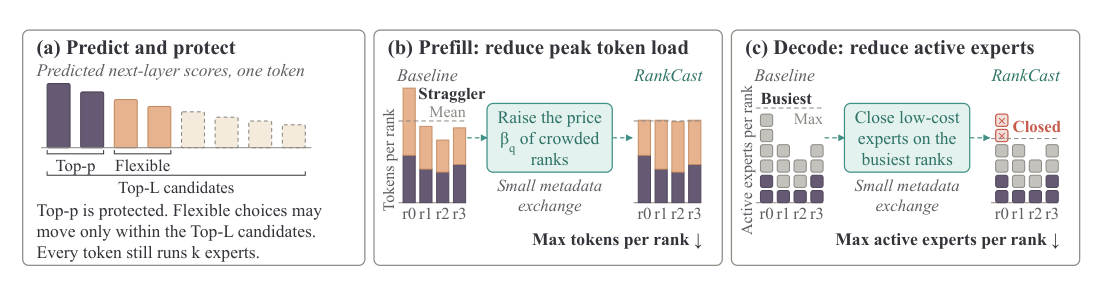 (a) Predict and protect
Predicted next-layer scores, one token
Top-p
Flexible
Top-L candidates
Top-p is protected. Flexible choices may
move only within the Top-L candidates.
Every token still runs k experts.
(b) Prefill: reduce peak token load
Baseline
RankCast
Straggler
Mean
Tokens per rank
Raise the price
βq of crowded
ranks
Small metadata
exchange
r0 r1 r2 r3
r0 r1 r2 r3
Max tokens per rank ↓
(c) Decode: reduce active experts
Baseline
RankCast
Busiest
Max
Active experts per rank
Close low-cost
experts on the
busiest ranks
Closed
Small metadata
exchange
r0 r1 r2 r3
r0 r1 r2 r3
Max active experts per rank ↓